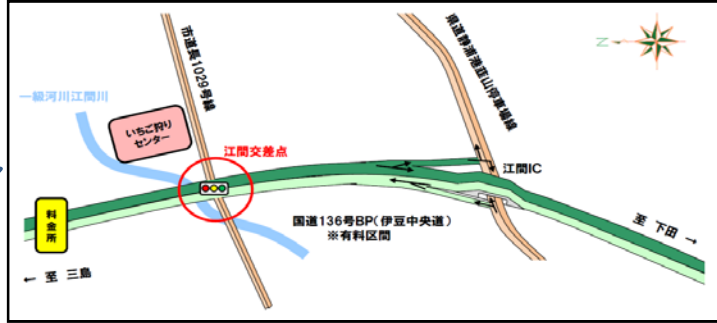 市道長1029号線
県道静浦港韮山停車場線
N
一級河川江間川
いちご狩り
センター
江間交差点
江間IC
料金所
国道136号BP(伊豆中央道)
※有料区間
至 下田 →
← 至 三島